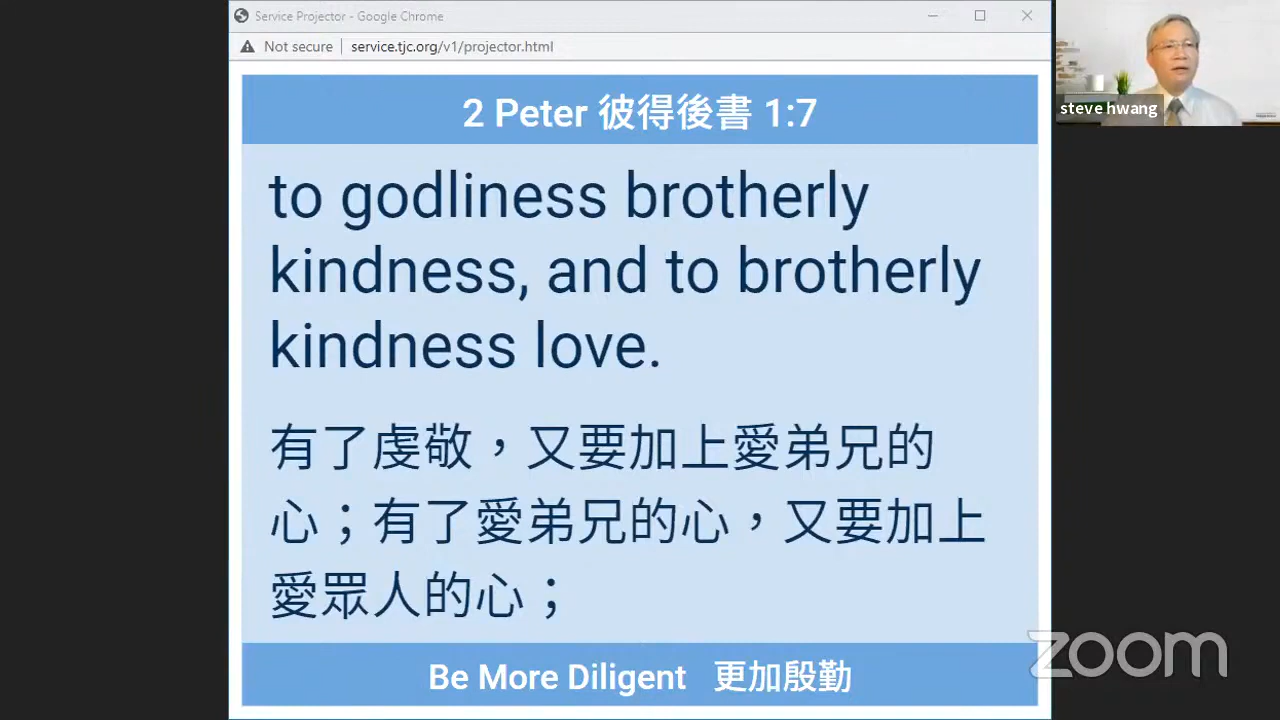 Service Projector - Google Chrome
Not secure
service.tjc.org/v1/projector.html
steve hwang
2 Peter 彼得後書 1:7
to godliness brotherly
kindness, and to brotherly
kindness love.
有了虔敬，又要加上愛弟兄的
心；有了愛弟兄的心，又要加上
愛眾人的心；
Be More Diligent 更加殷勤
zoom